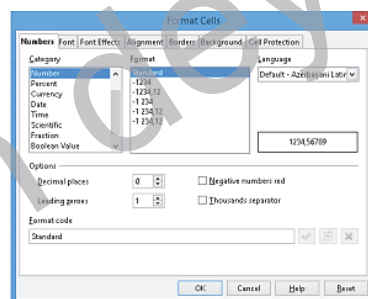 Format Cells
Numbers Font Font Effects Alignment Borders Background Cell Protection
Category
Number
Percent
Currency
Date
Time
Scientific
Fraction
Boolean Value
Format
Standard
-1234
-1234,12
-1 234
-1 234,12
-1 234,12
Language
Default - Azerbaijani Latin
1234,56789
Options
Decimal places 0
Negative numbers red
Leading zeroes 1
Thousands separator
Format code
Standard
OK Cancel Help Reset